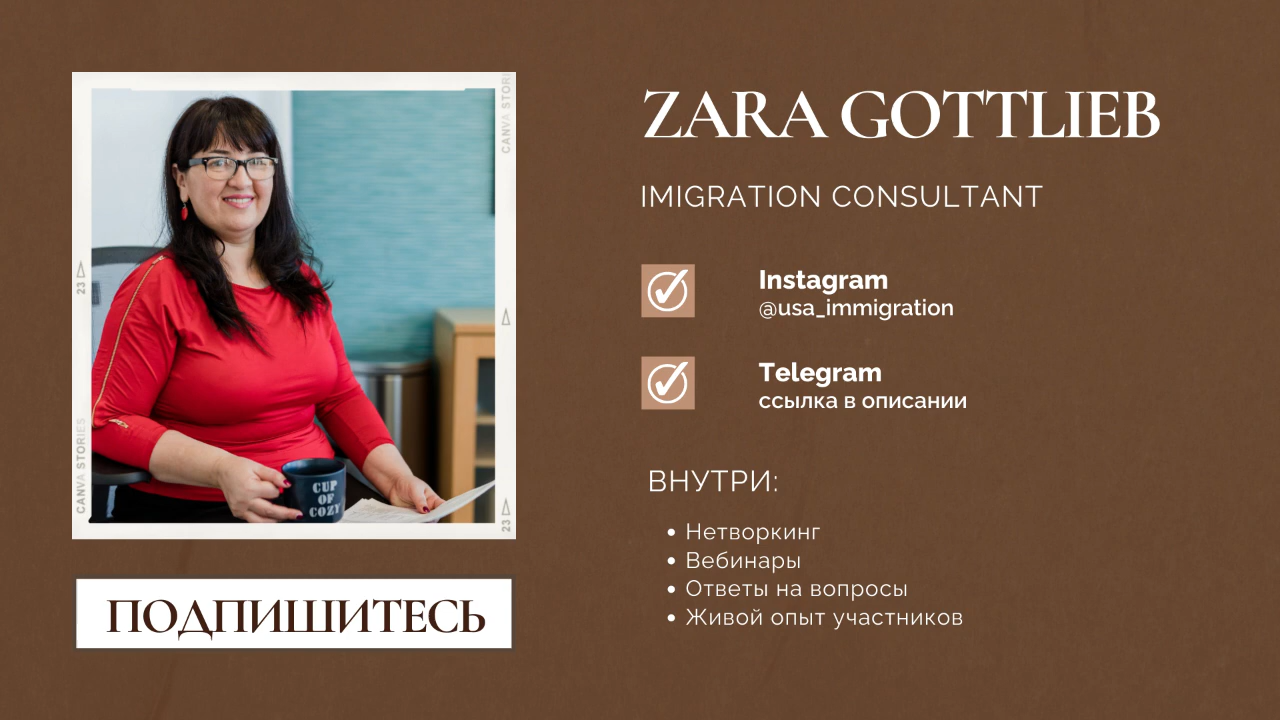 CANVA STORIES
23
CANVA STORI
23
CUP
OF
COZY
ПОДПИШИТЕСЬ
ZARA GOTTLIEB
IMIGRATION CONSULTANT
Instagram
@usa_immigration
Telegram
ссылка в описании
ВНУТРИ:
• Нетворкинг
• Вебинары
• Ответы на вопросы
• Живой опыт участников